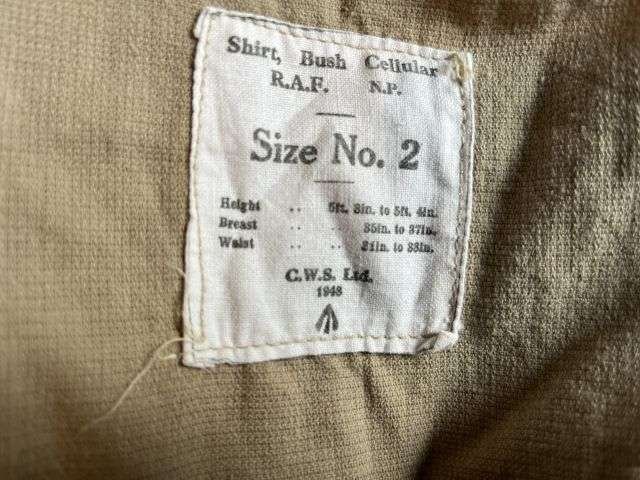 Shirt, Bush Cellular
R.A.F. N.P.
Size No. 2
Height .. 5ft. 3in. to 5ft. 4in.
Breast .. .. 35in. to 37in.
Waist .. .. 31in. to 33in.
C.W.S. Ltd.
1943